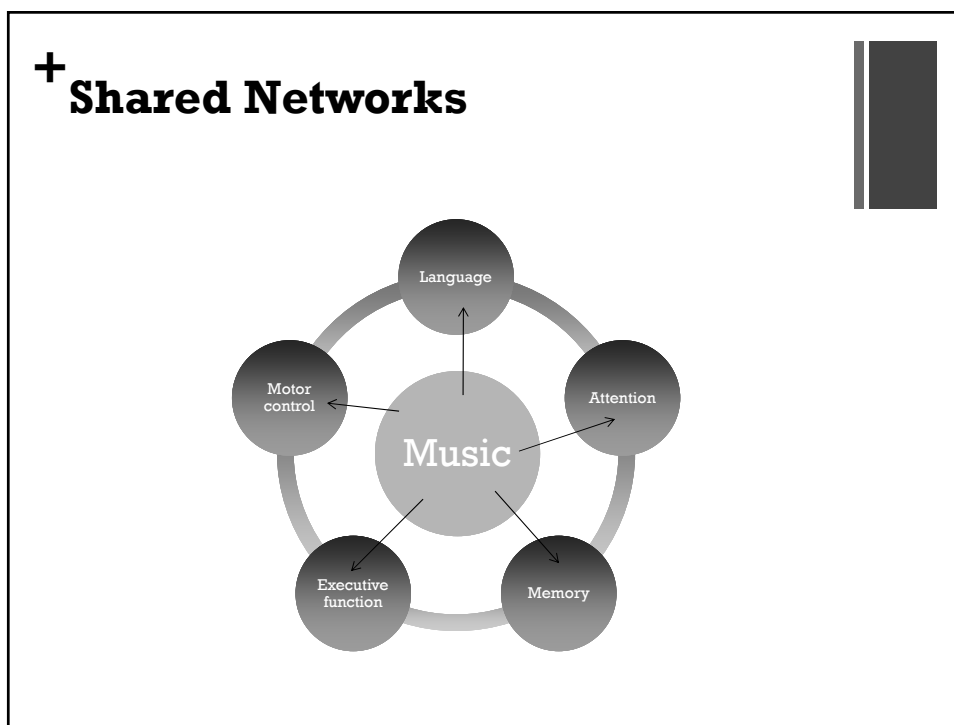 +
Shared Networks
Language
Motor
control
Attention
Music
Executive
function
Memory